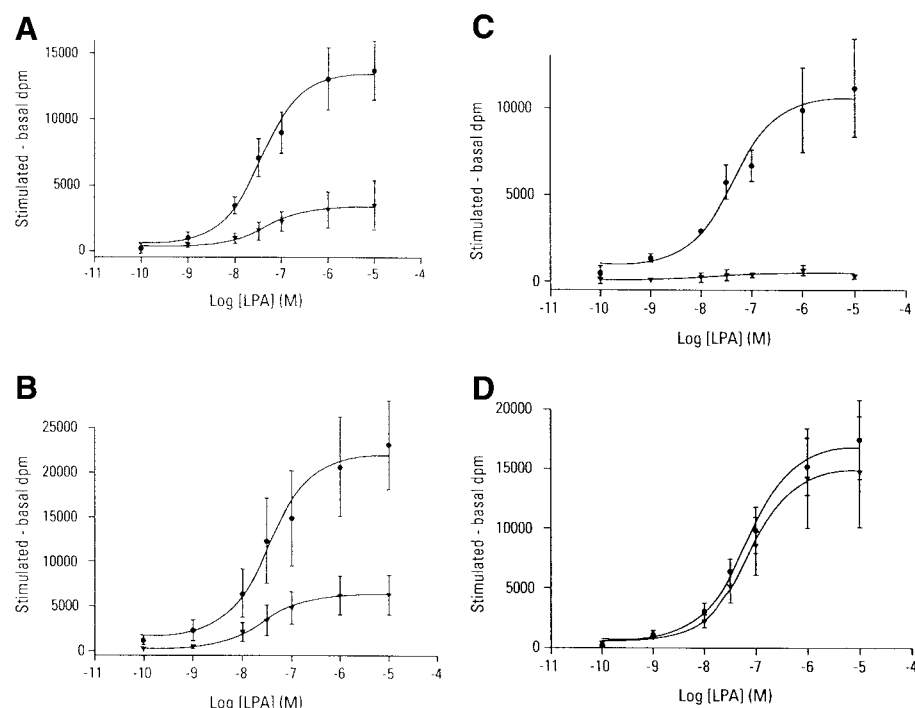 A
Stimulated - basal dpm
15000
10000
5000
0
-11 -10 -9 -8 -7 -6 -5 -4
Log [LPA] (M)
B
Stimulated - basal dpm
25000
20000
15000
10000
5000
0
-11 -10 -9 -8 -7 -6 -5 -4
Log [LPA] (M)
C
Stimulated - basal dpm
10000
5000
0
-11 -10 -9 -8 -7 -6 -5 -4
Log [LPA] (M)
D
Stimulated - basal dpm
20000
15000
10000
5000
0
-11 -10 -9 -8 -7 -6 -5 -4
Log [LPA] (M)